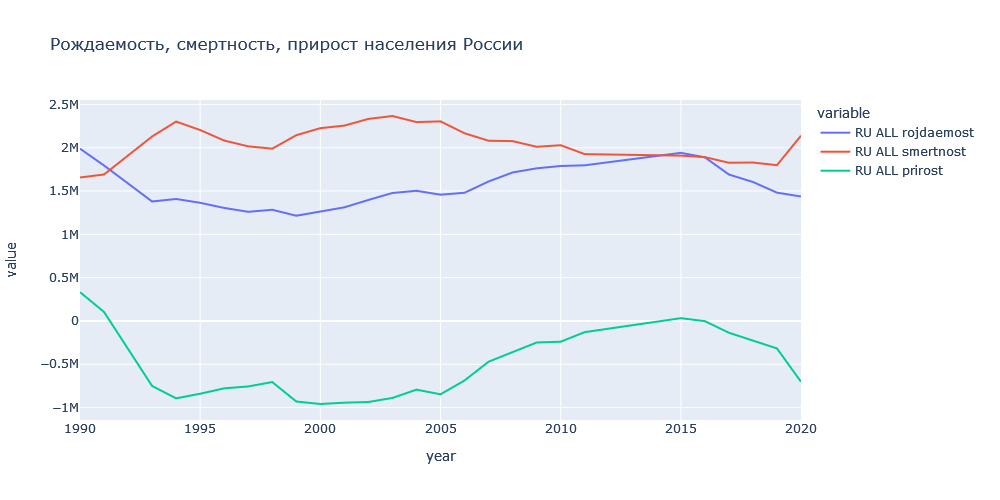 Рождаемость, смертность, прирост населения России
variable
RU ALL rojdaemost
RU ALL smertnost
RU ALL prirost
2.5M
2M
1.5M
1M
0.5M
0
−0.5M
−1M
value
1990 1995 2000 2005 2010 2015 2020
year